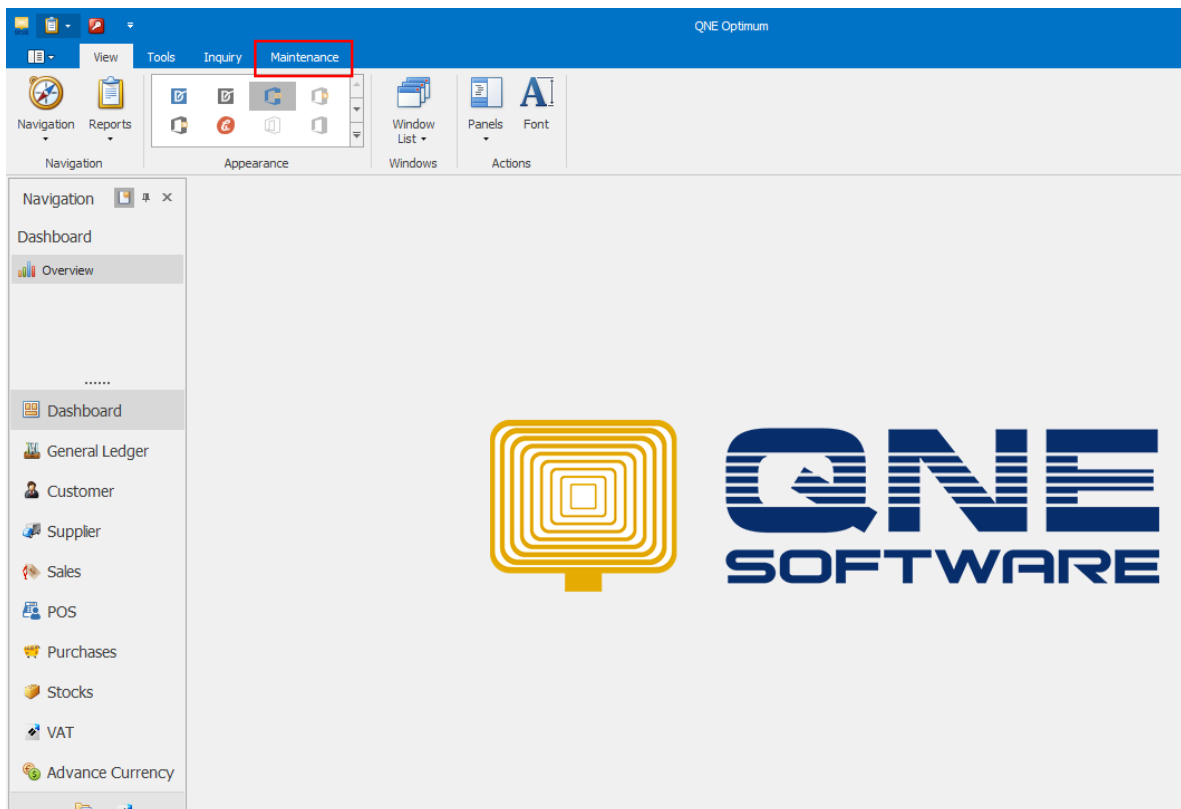 QNE Optimum
View Tools Inquiry Maintenance
Navigation Reports Window List Panels Font
Navigation Appearance Windows Actions
Navigation
Dashboard
Overview
Dashboard
General Ledger
Customer
Supplier
Sales
POS
Purchases
Stocks
VAT
Advance Currency
QNE
SOFTWARE